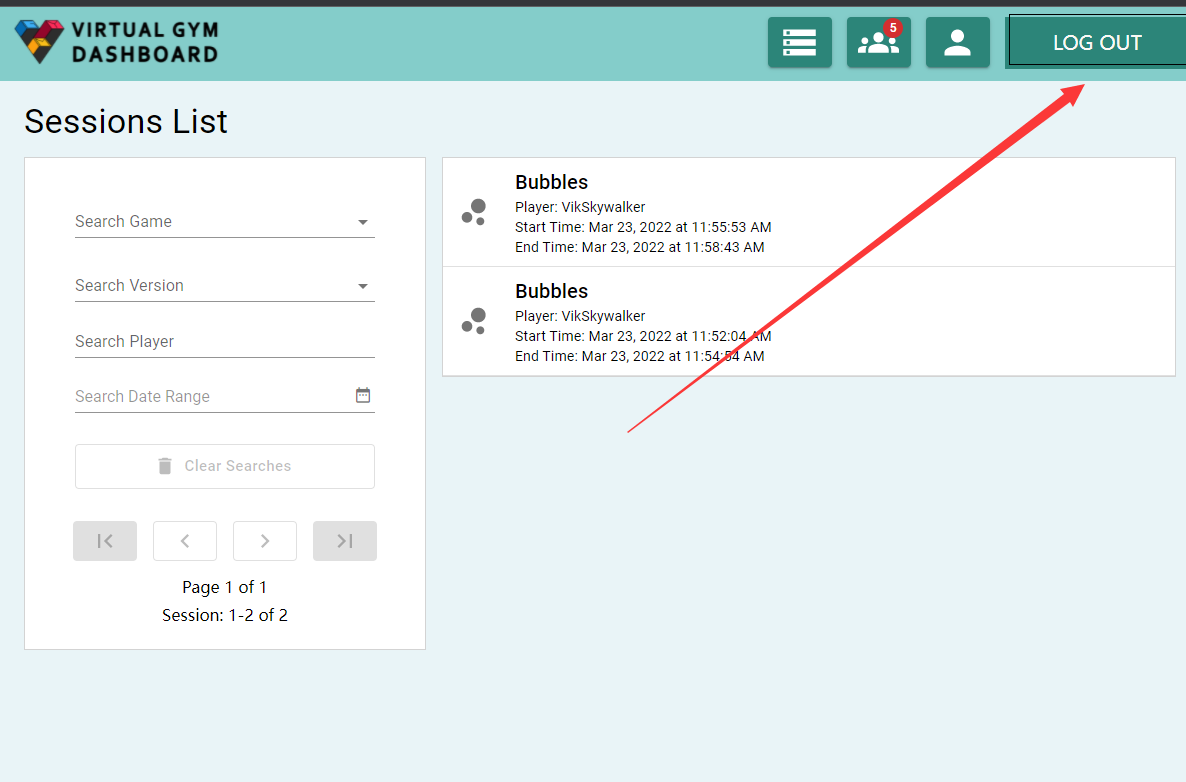 VIRTUAL GYM
DASHBOARD
5
LOG OUT
Sessions List
Search Game
Search Version
Search Player
Search Date Range
Clear Searches
Page 1 of 1
Session: 1-2 of 2
Bubbles
Player: VikSkywalker
Start Time: Mar 23, 2022 at 11:55:53 AM
End Time: Mar 23, 2022 at 11:58:43 AM
Bubbles
Player: VikSkywalker
Start Time: Mar 23, 2022 at 11:52:04 AM
End Time: Mar 23, 2022 at 11:54:54 AM